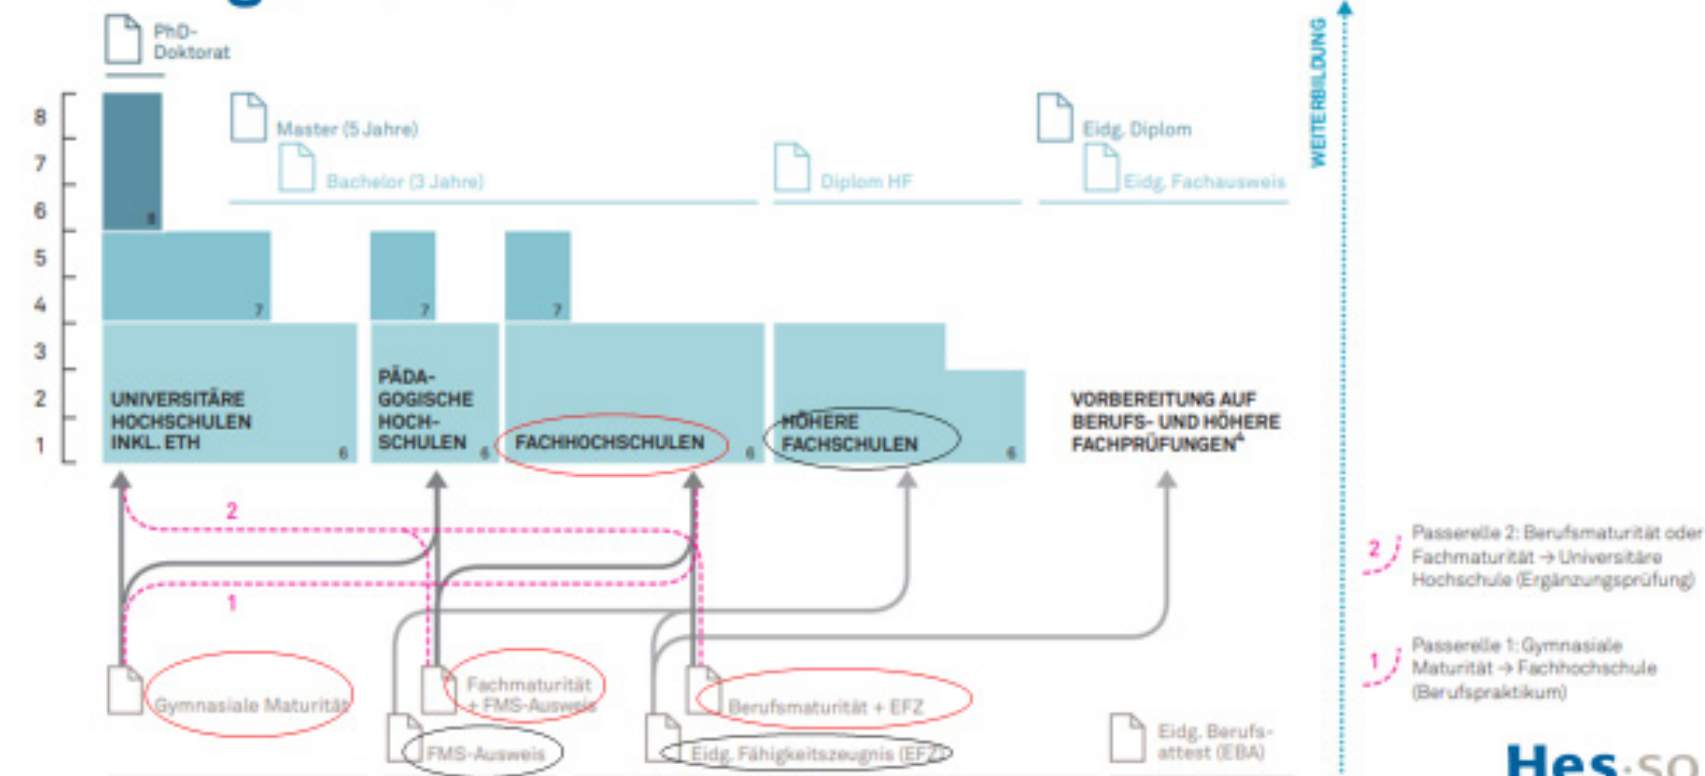 PhD-
Doktorat
WEITERBILDUNG
8
7
6
5
4
3
2
1
Master (5 Jahre)
Bachelor (3 Jahre)
Diplom HF
Eidg. Diplom
Eidg. Fachausweis
8
7
7
7
UNIVERSITÄRE
HOCHSCHULEN
INKL. ETH
6
PÄDA-
GOGISCHE
HOCH-
SCHULEN
6
FACHHOCHSCHULEN
6
HÖHERE
FACHSCHULEN
6
VORBEREITUNG AUF
BERUFS- UND HÖHERE
FACHPRÜFUNGEN4
2
1
2
Passerelle 2: Berufsmaturität oder
Fachmaturität → Universitäre
Hochschule (Ergänzungsprüfung)
1
Passerelle 1: Gymnasiale
Maturität → Fachhochschule
(Berufspraktikum)
Gymnasiale Maturität
Fachmaturität
+ FMS-Ausweis
Berufsmaturität + EFZ
FMS-Ausweis
Eidg. Fähigkeitszeugnis (EFZ)
Eidg. Berufs-
attest (EBA)
Hes·so